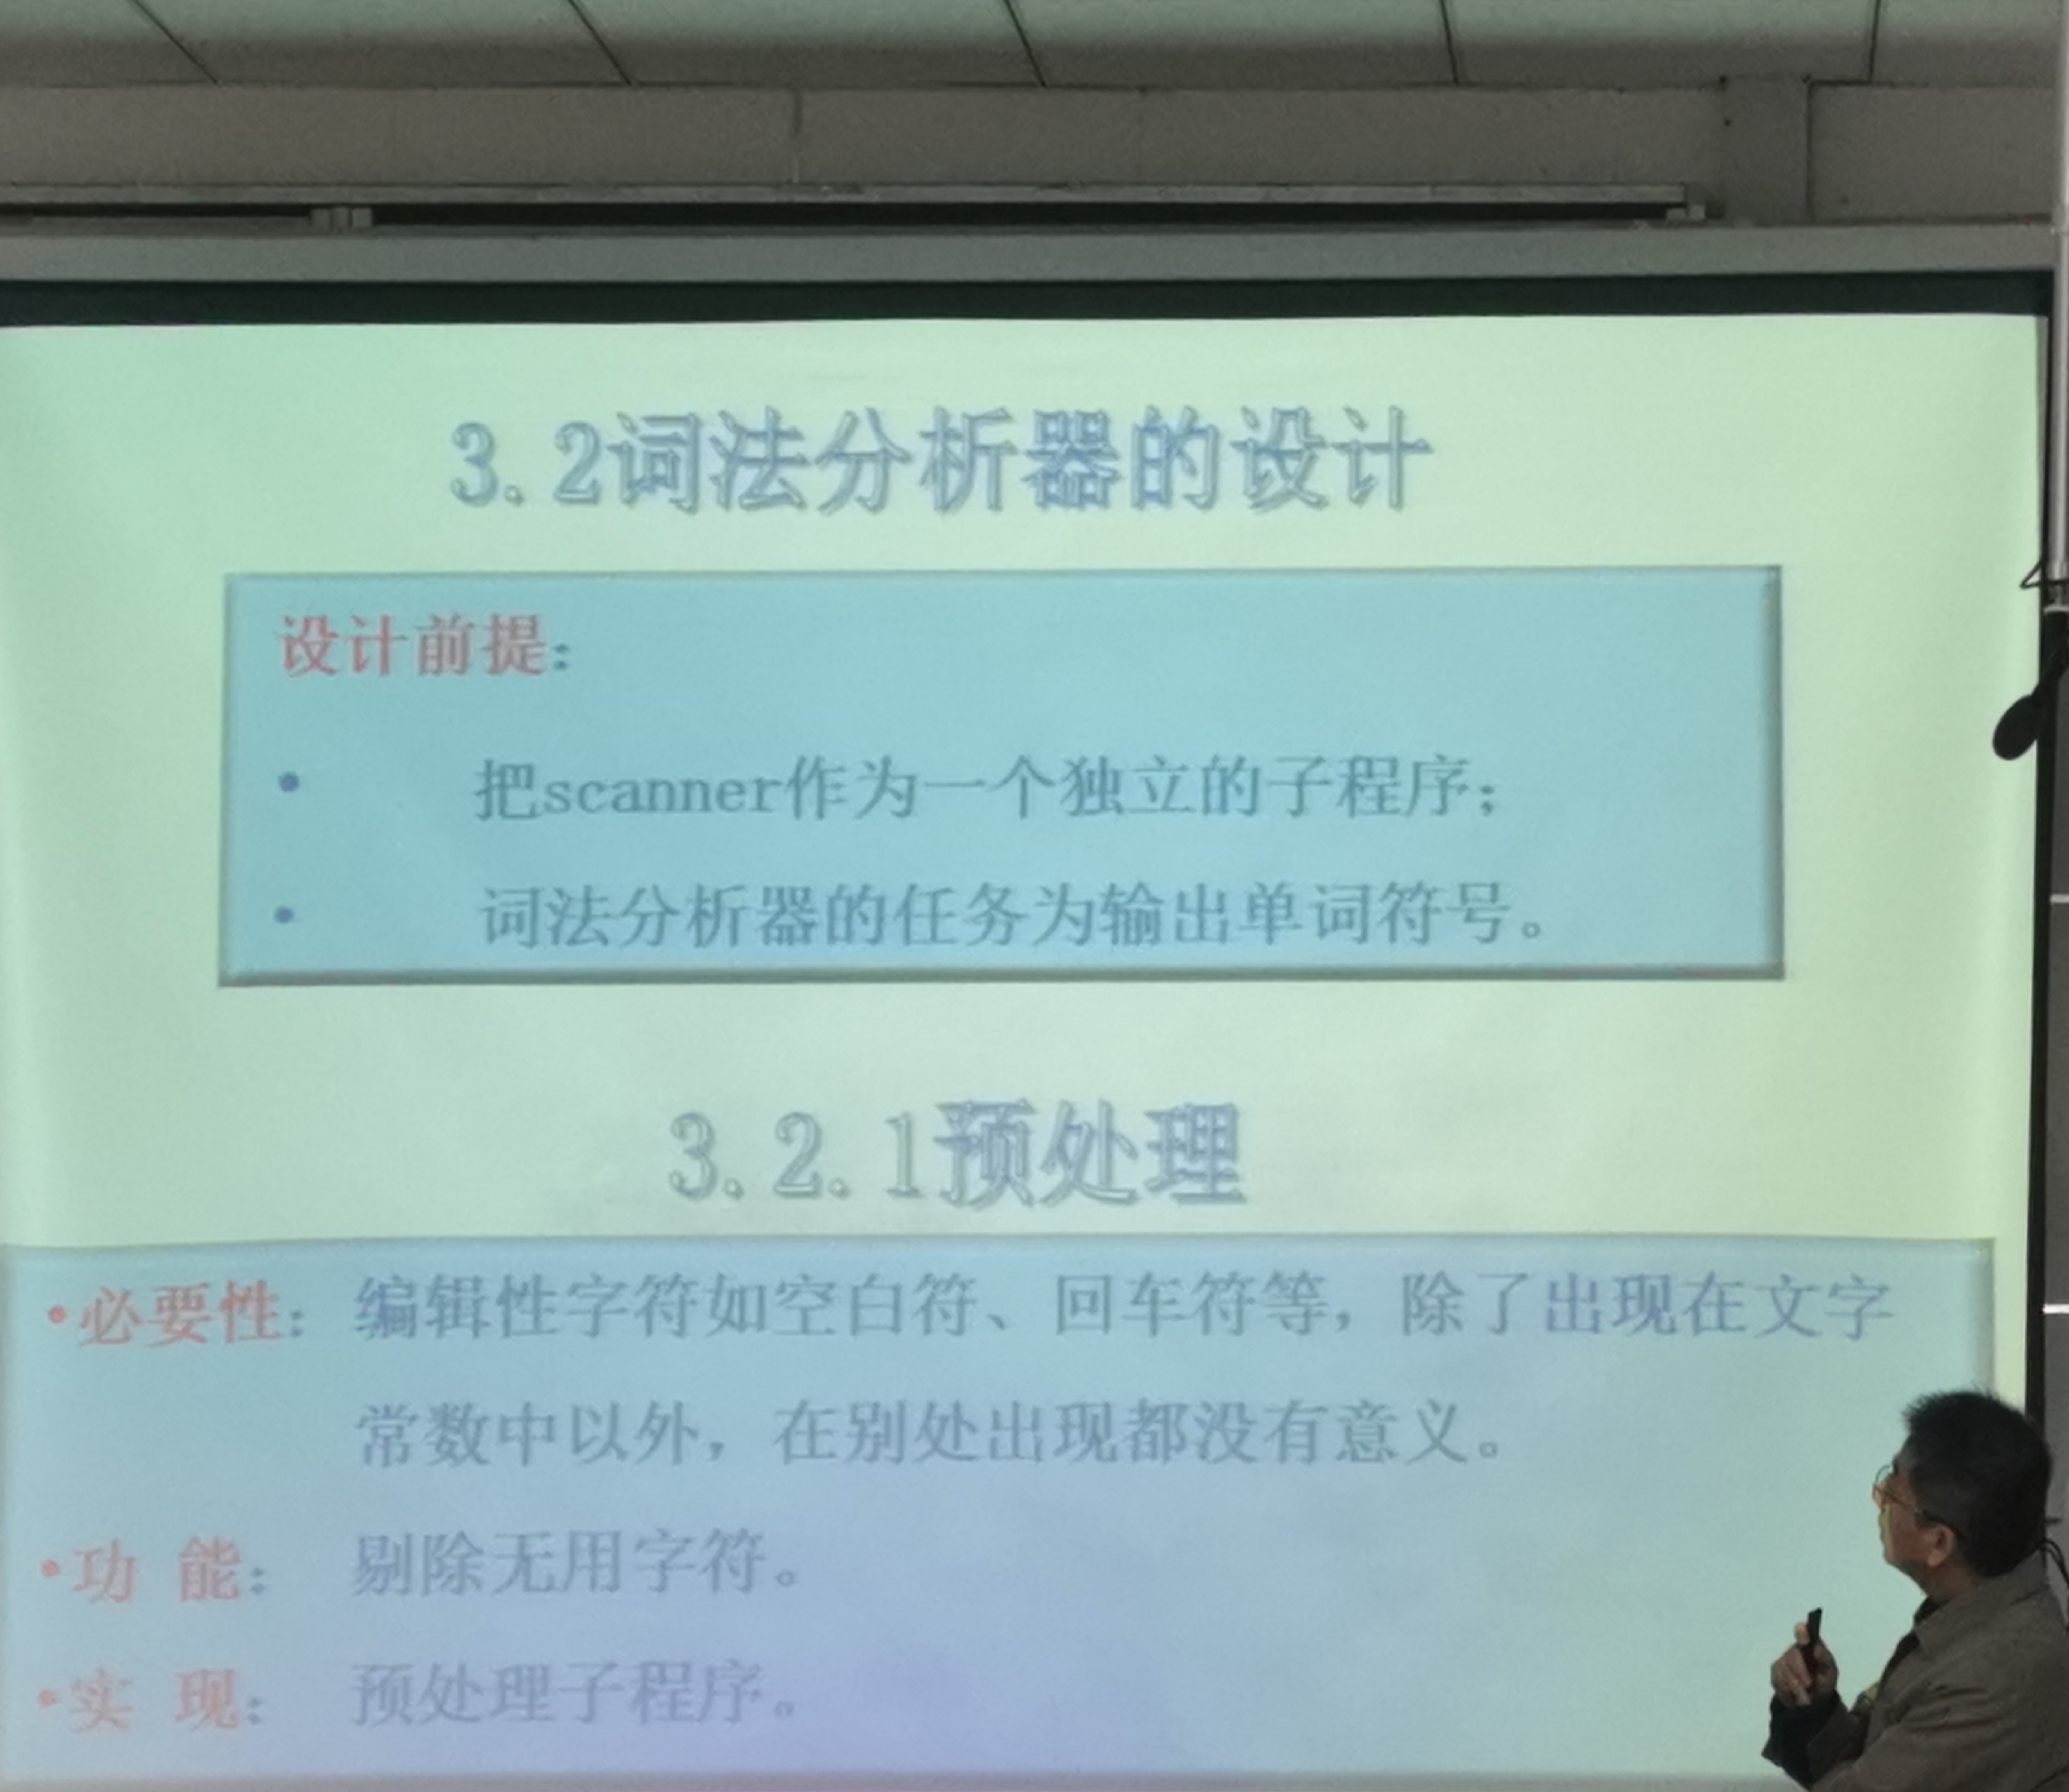 3.2词法分析器的设计
设计前提：
• 把scanner作为一个独立的子程序；
• 词法分析器的任务为输出单词符号。
3.2.1预处理
•必要性： 编辑性字符如空白符、回车符等，除了出现在文字
常数中以外，在别处出现都没有意义。
•功 能： 剔除无用字符。
•实 现： 预处理子程序。